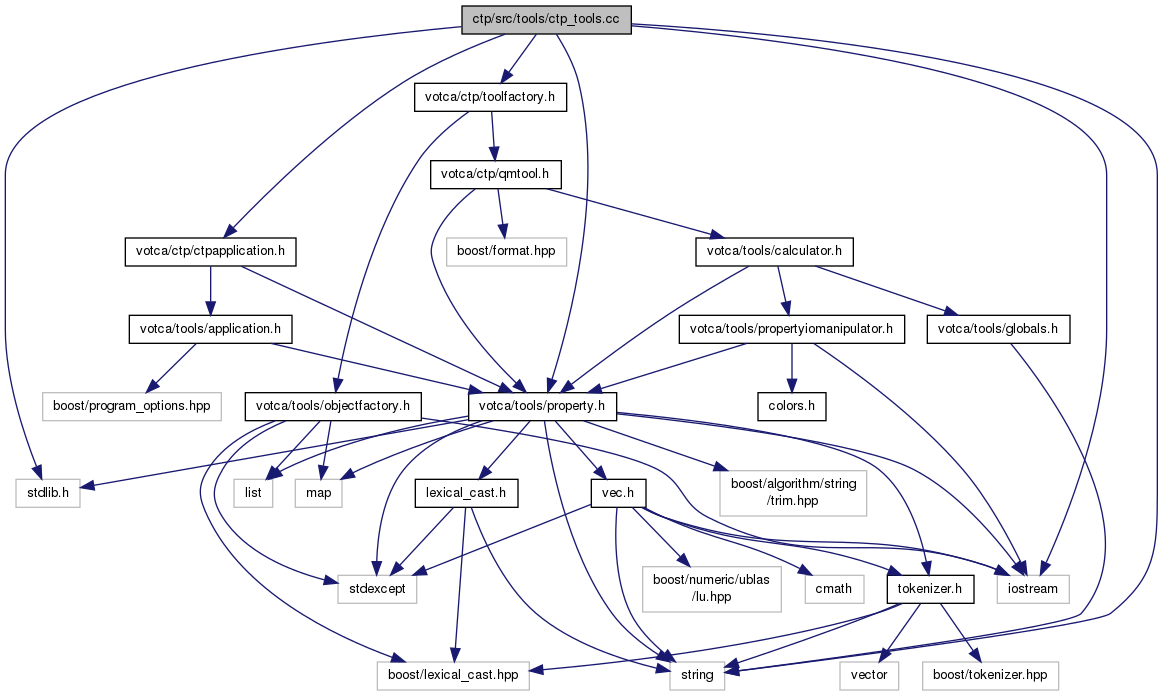 ctp/src/tools/ctp_tools.cc
votca/ctp/toolfactory.h
votca/ctp/qmtool.h
votca/ctp/ctpapplication.h
boost/format.hpp
votca/tools/calculator.h
votca/tools/application.h
votca/tools/propertyiomanipulator.h
votca/tools/globals.h
boost/program_options.hpp
votca/tools/objectfactory.h
votca/tools/property.h
colors.h
stdlib.h
list
map
lexical_cast.h
vec.h
boost/algorithm/string
/trim.hpp
stdexcept
boost/numeric/ublas
/lu.hpp
cmath
tokenizer.h
iostream
boost/lexical_cast.hpp
string
vector
boost/tokenizer.hpp